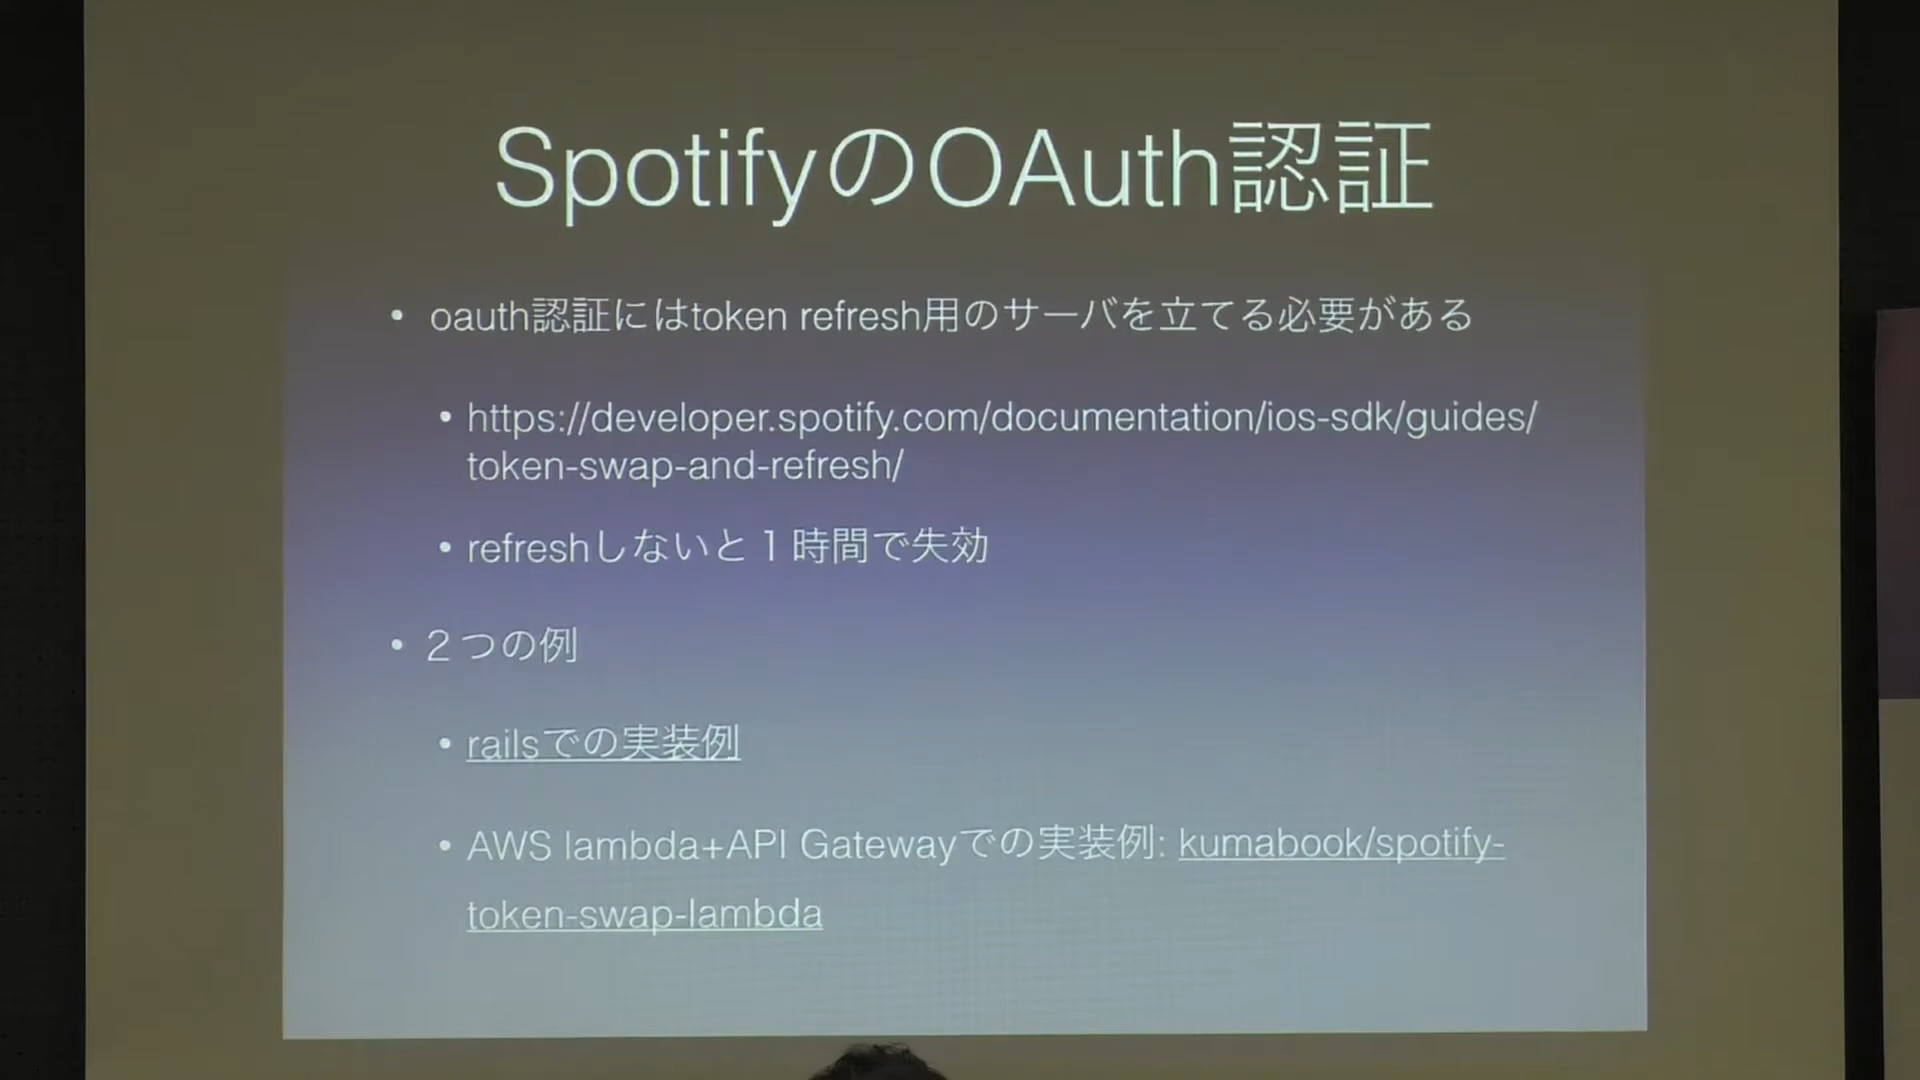 SpotifyのOAuth認証
• oauth認証にはtoken refresh用のサーバを立てる必要がある
• https://developer.spotify.com/documentation/ios-sdk/guides/
token-swap-and-refresh/
• refreshしないと１時間で失効
• ２つの例
• railsでの実装例
• AWS lambda+API Gatewayでの実装例: kumabook/spotify-
token-swap-lambda